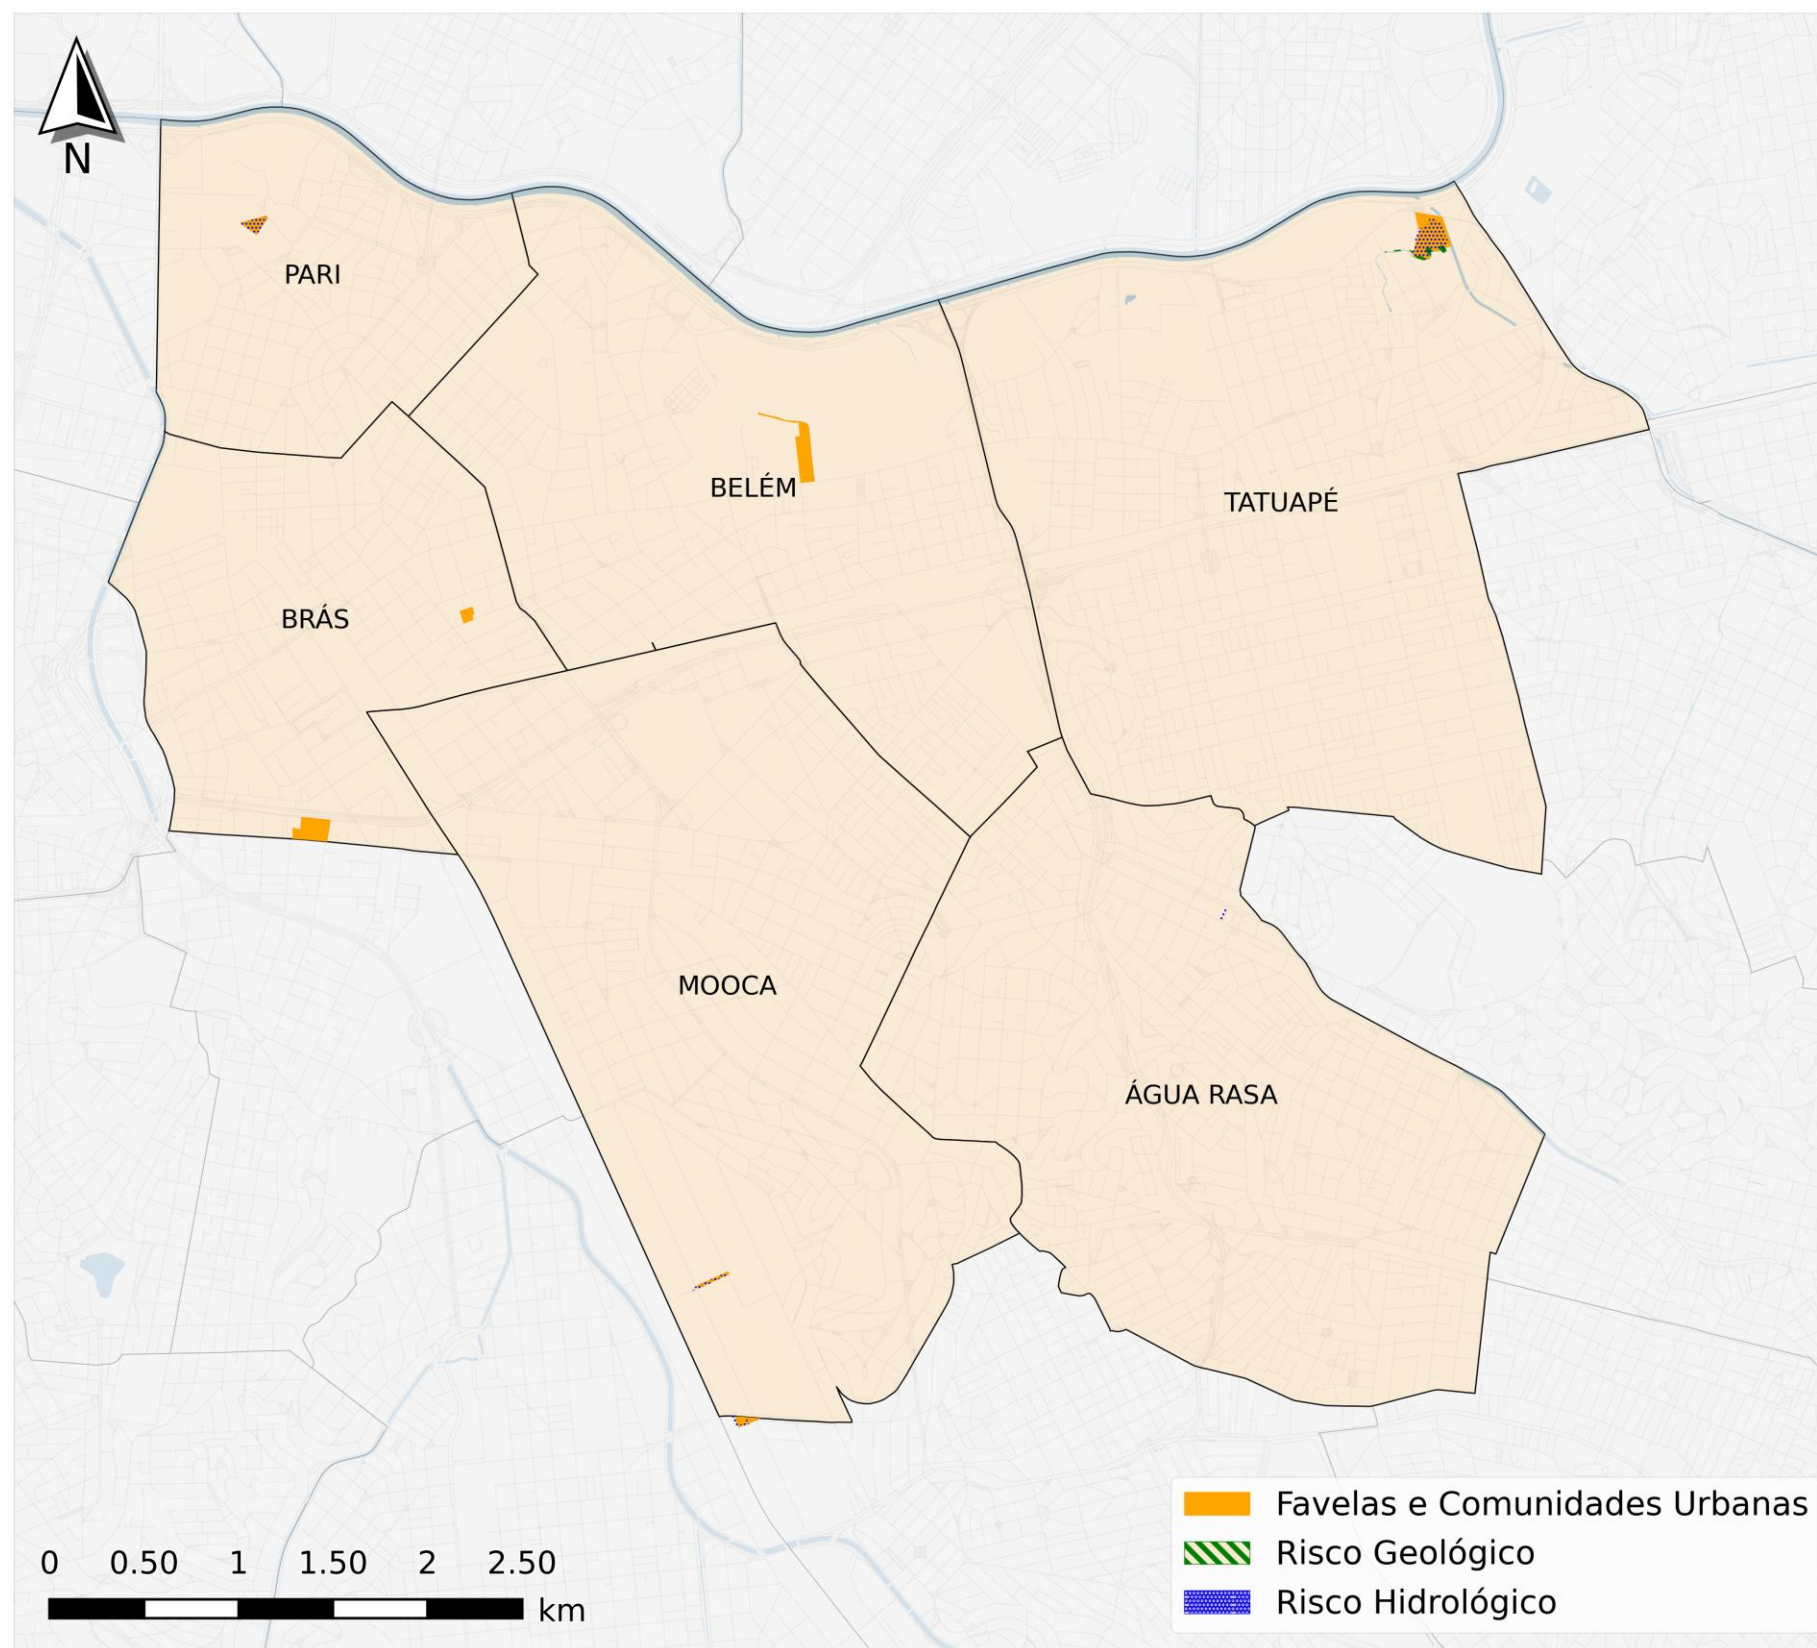 N
PARI
BELÉM
TATUAPÉ
BRÁS
MOOCA
ÁGUA RASA
Favelas e Comunidades Urbanas
Risco Geológico
Risco Hidrológico
0 0.50 1 1.50 2 2.50
km